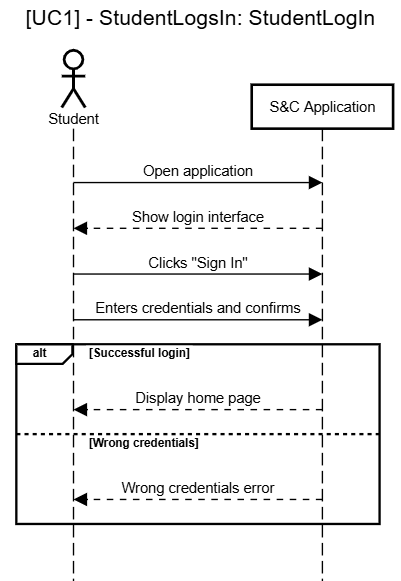 [UC1] - StudentLogsIn: StudentLogIn
Student
S&C Application
Open application
Show login interface
Clicks "Sign In"
Enters credentials and confirms
alt
[Successful login]
Display home page
[Wrong credentials]
Wrong credentials error